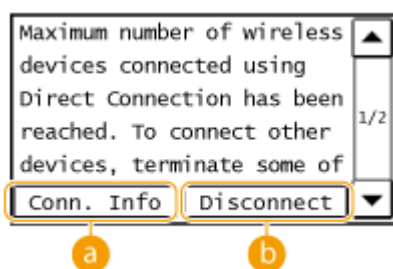 Maximum number of wireless
devices connected using
Direct Connection has been
reached. To connect other
devices, terminate some of
1/2
Conn. Info Disconnect
a b